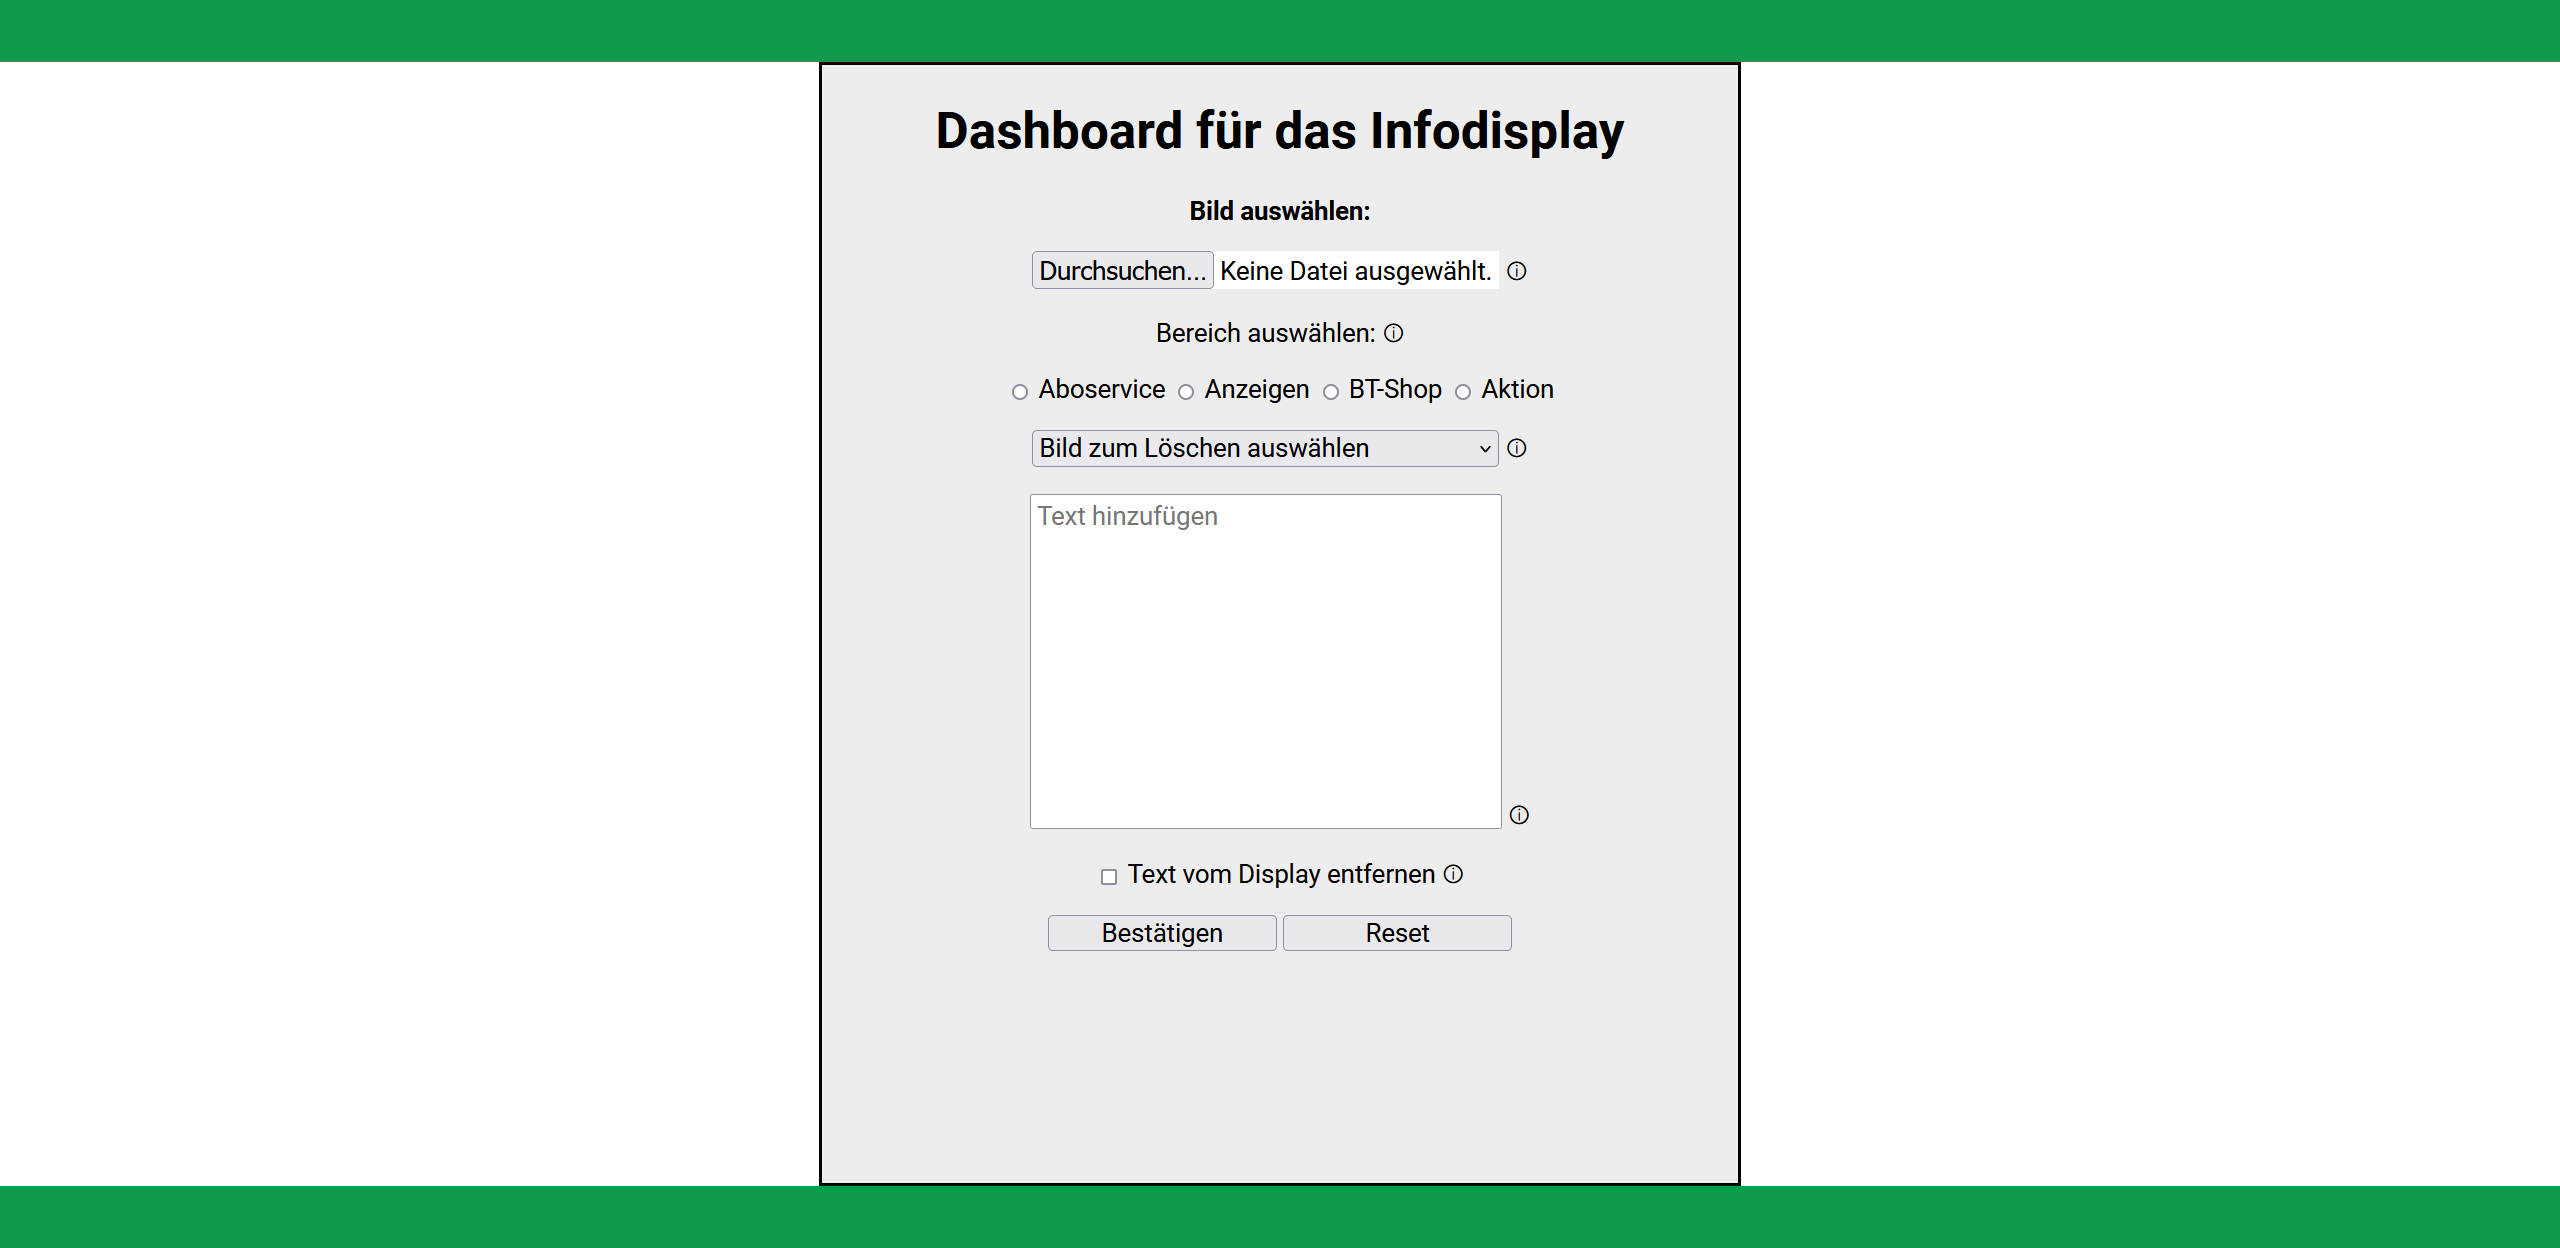 Dashboard für das Infodisplay
Bild auswählen:
Durchsuchen... Keine Datei ausgewählt. ⓘ
Bereich auswählen: ⓘ
Aboservice Anzeigen BT-Shop Aktion
Bild zum Löschen auswählen ⓘ
Text hinzufügen
ⓘ
Text vom Display entfernen ⓘ
Bestätigen Reset